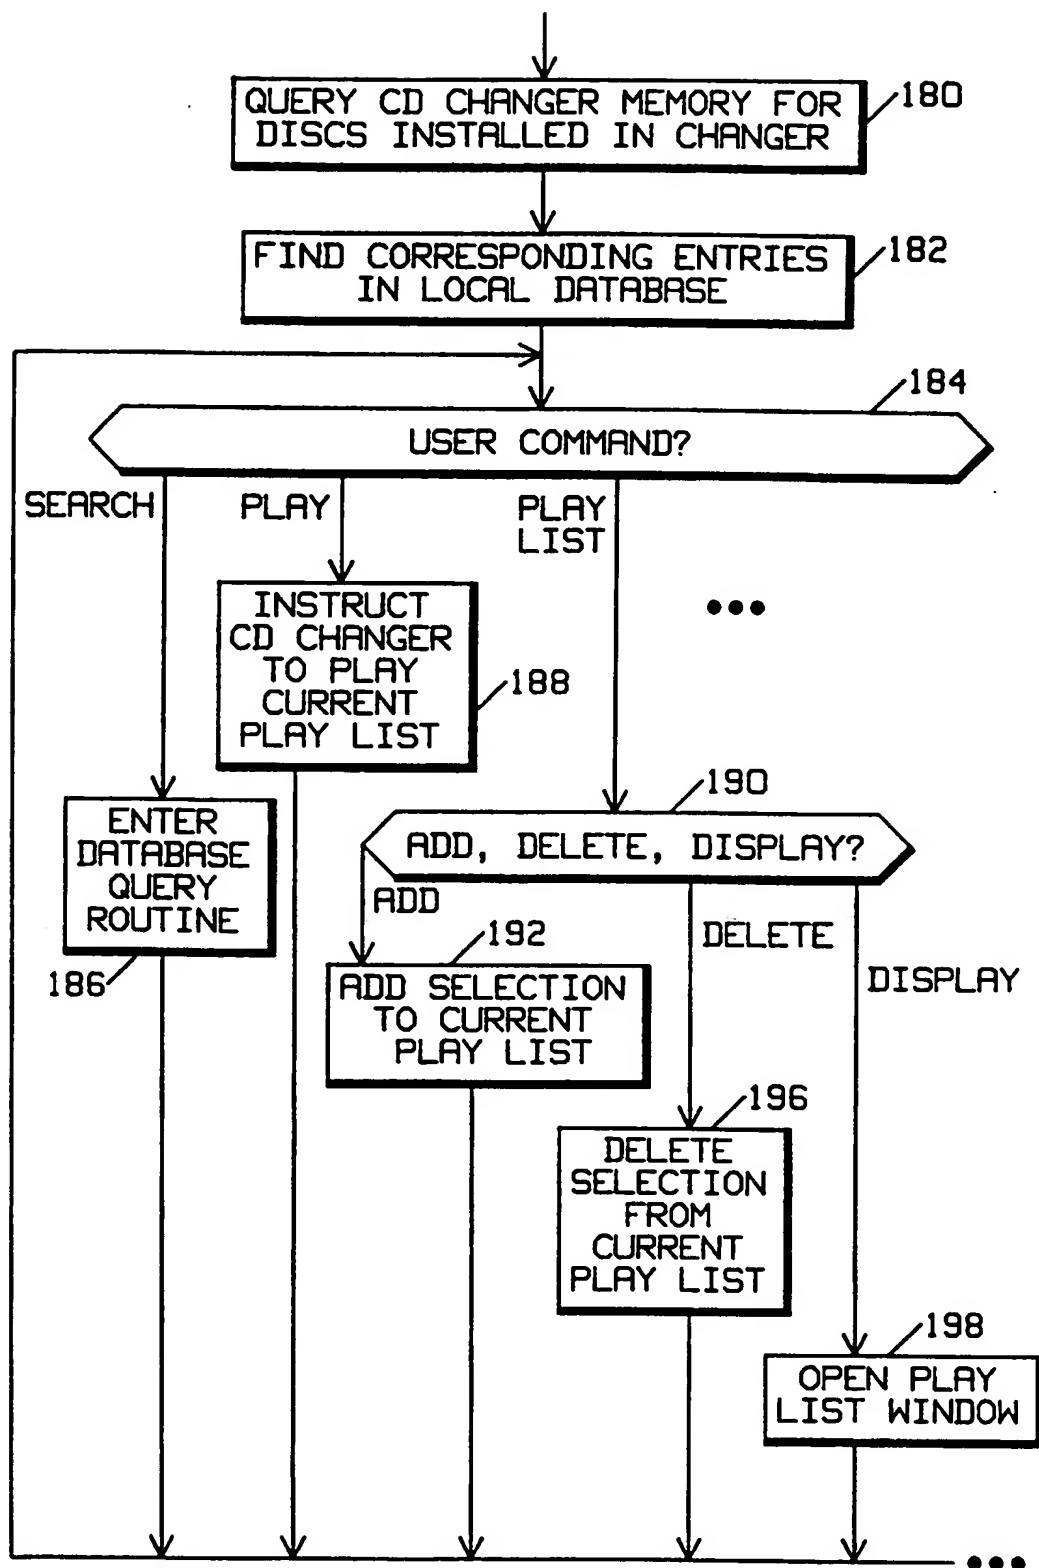 QUERY CD CHANGER MEMORY FOR
DISCS INSTALLED IN CHANGER
180
FIND CORRESPONDING ENTRIES
IN LOCAL DATABASE
182
184
USER COMMAND?
SEARCH
PLAY
PLAY
LIST
INSTRUCT
CD CHANGER
TO PLAY
CURRENT
PLAY LIST
188
190
ADD, DELETE, DISPLAY?
ENTER
DATABASE
QUERY
ROUTINE
186
ADD
DELETE
DISPLAY
192
ADD SELECTION
TO CURRENT
PLAY LIST
196
DELETE
SELECTION
FROM
CURRENT
PLAY LIST
198
OPEN PLAY
LIST WINDOW